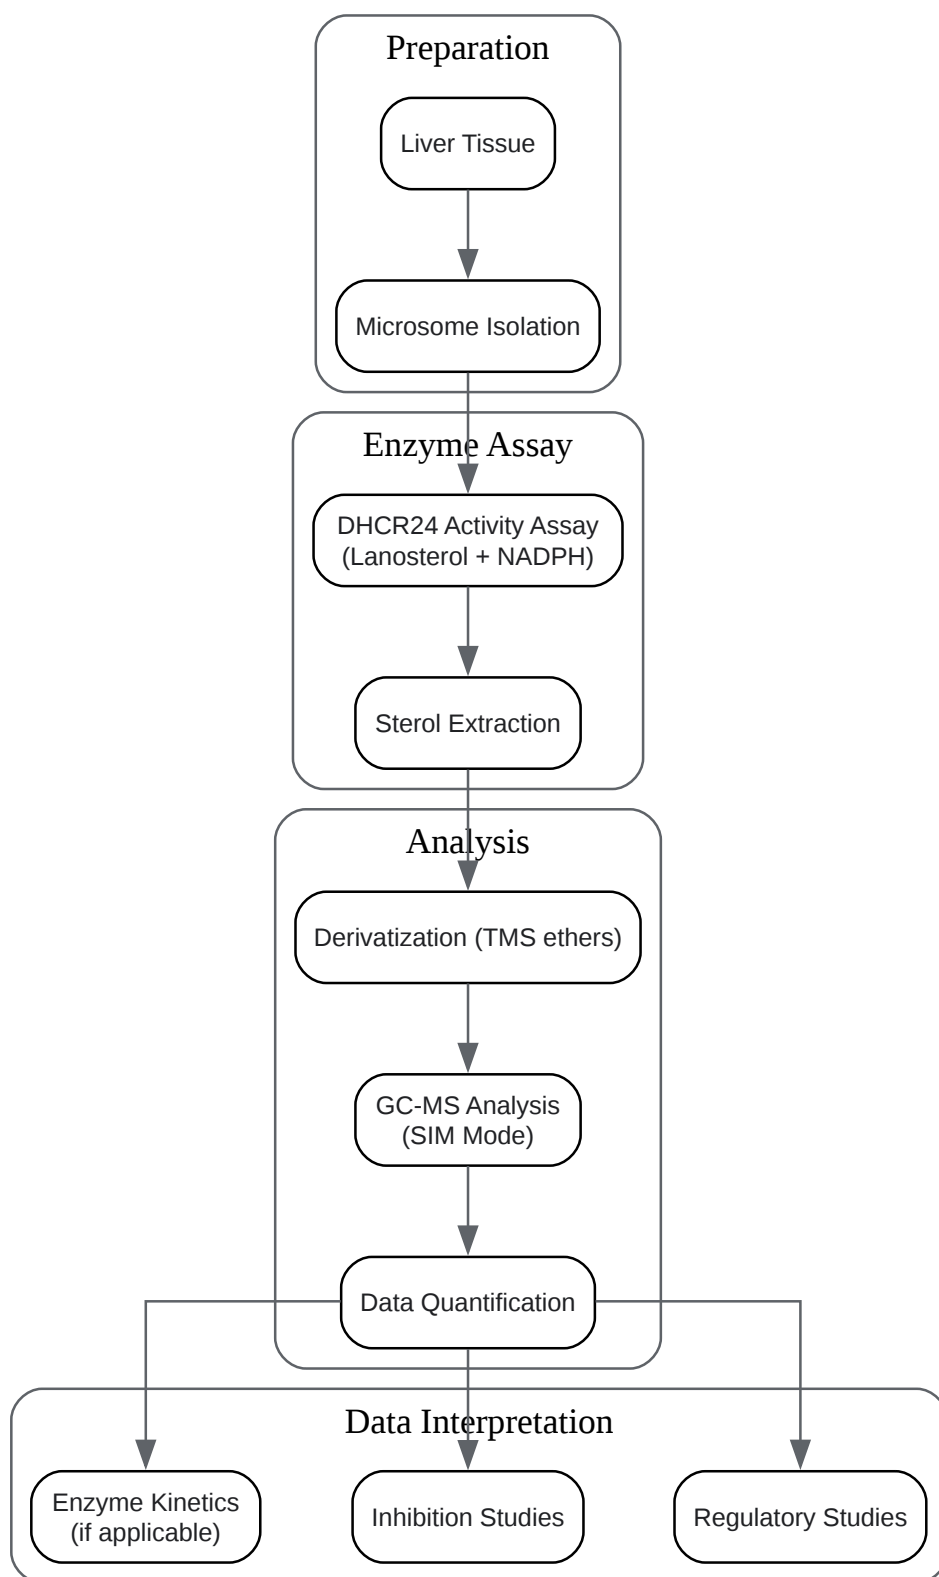 Preparation
Liver Tissue
Microsome Isolation
Enzyme Assay
DHCR24 Activity Assay
(Lanosterol + NADPH)
Sterol Extraction
Analysis
Derivatization (TMS ethers)
GC-MS Analysis
(SIM Mode)
Data Quantification
Data Interpretation
Enzyme Kinetics
(if applicable)
Inhibition Studies
Regulatory Studies